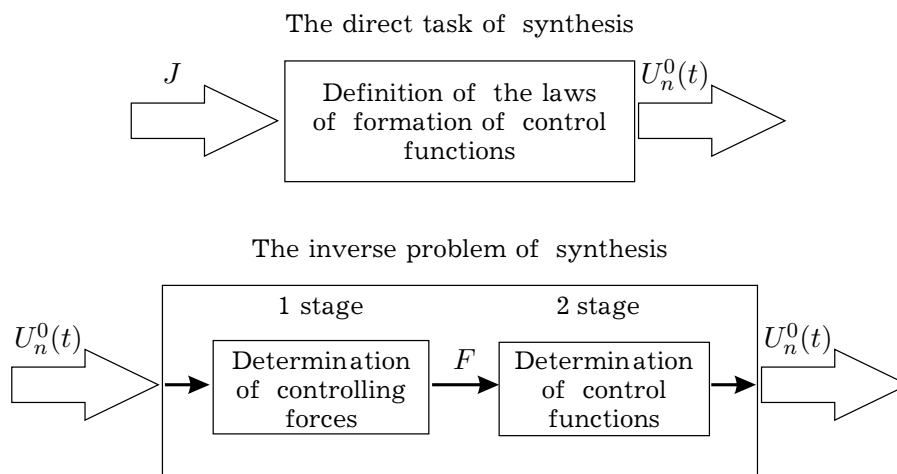 The direct task of synthesis
J
Definition of the laws
of formation of control
functions
U_n^0(t)
The inverse problem of synthesis
1 stage
2 stage
U_n^0(t)
Determination
of controlling
forces
F
Determination
of control
functions
U_n^0(t)